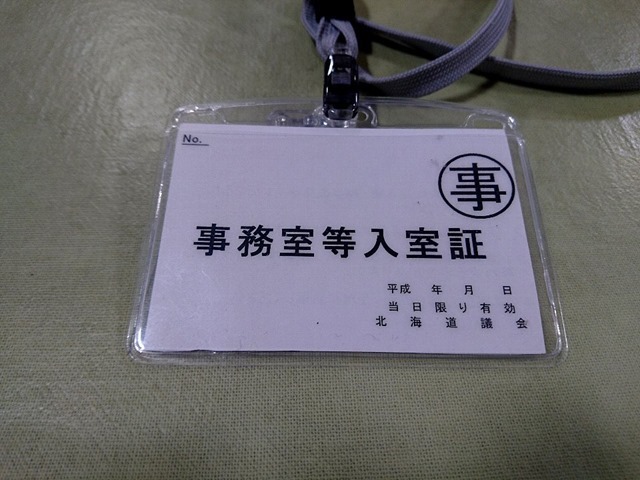 No.
事
事務室等入室証
平成 年 月 日
当日限り有効
北海道議会